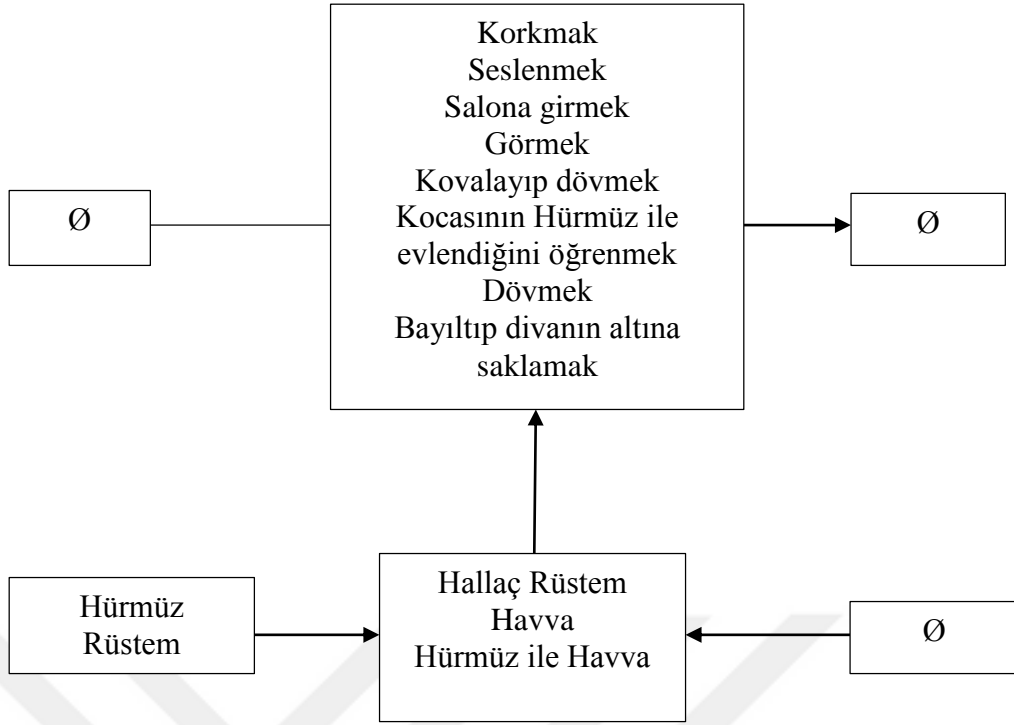 Korkmak
Seslenmek
Salona girmek
Görmek
Kovalayıp dövmek
Kocasının Hürmüz ile
evlendiğini öğrenmek
Dövmek
Bayıltıp divanın altına
saklamak
Ø
Ø
Hürmüz
Rüstem
Hallaç Rüstem
Havva
Hürmüz ile Havva
Ø